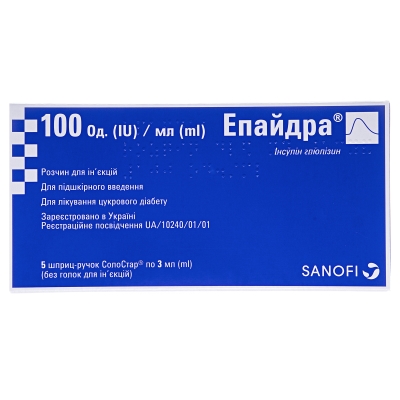 100 Од. (IU) / мл (ml) Епайдра®
Інсулін глюлізин
Розчин для ін'єкцій
Для підшкірного введення
Для лікування цукрового діабету
Зареєстровано в Україні
Реєстраційне посвідчення UA/10240/01/01
5 шприц-ручок СолоСтар® по 3 мл (ml)
(без голок для ін'єкцій)
SANOFI